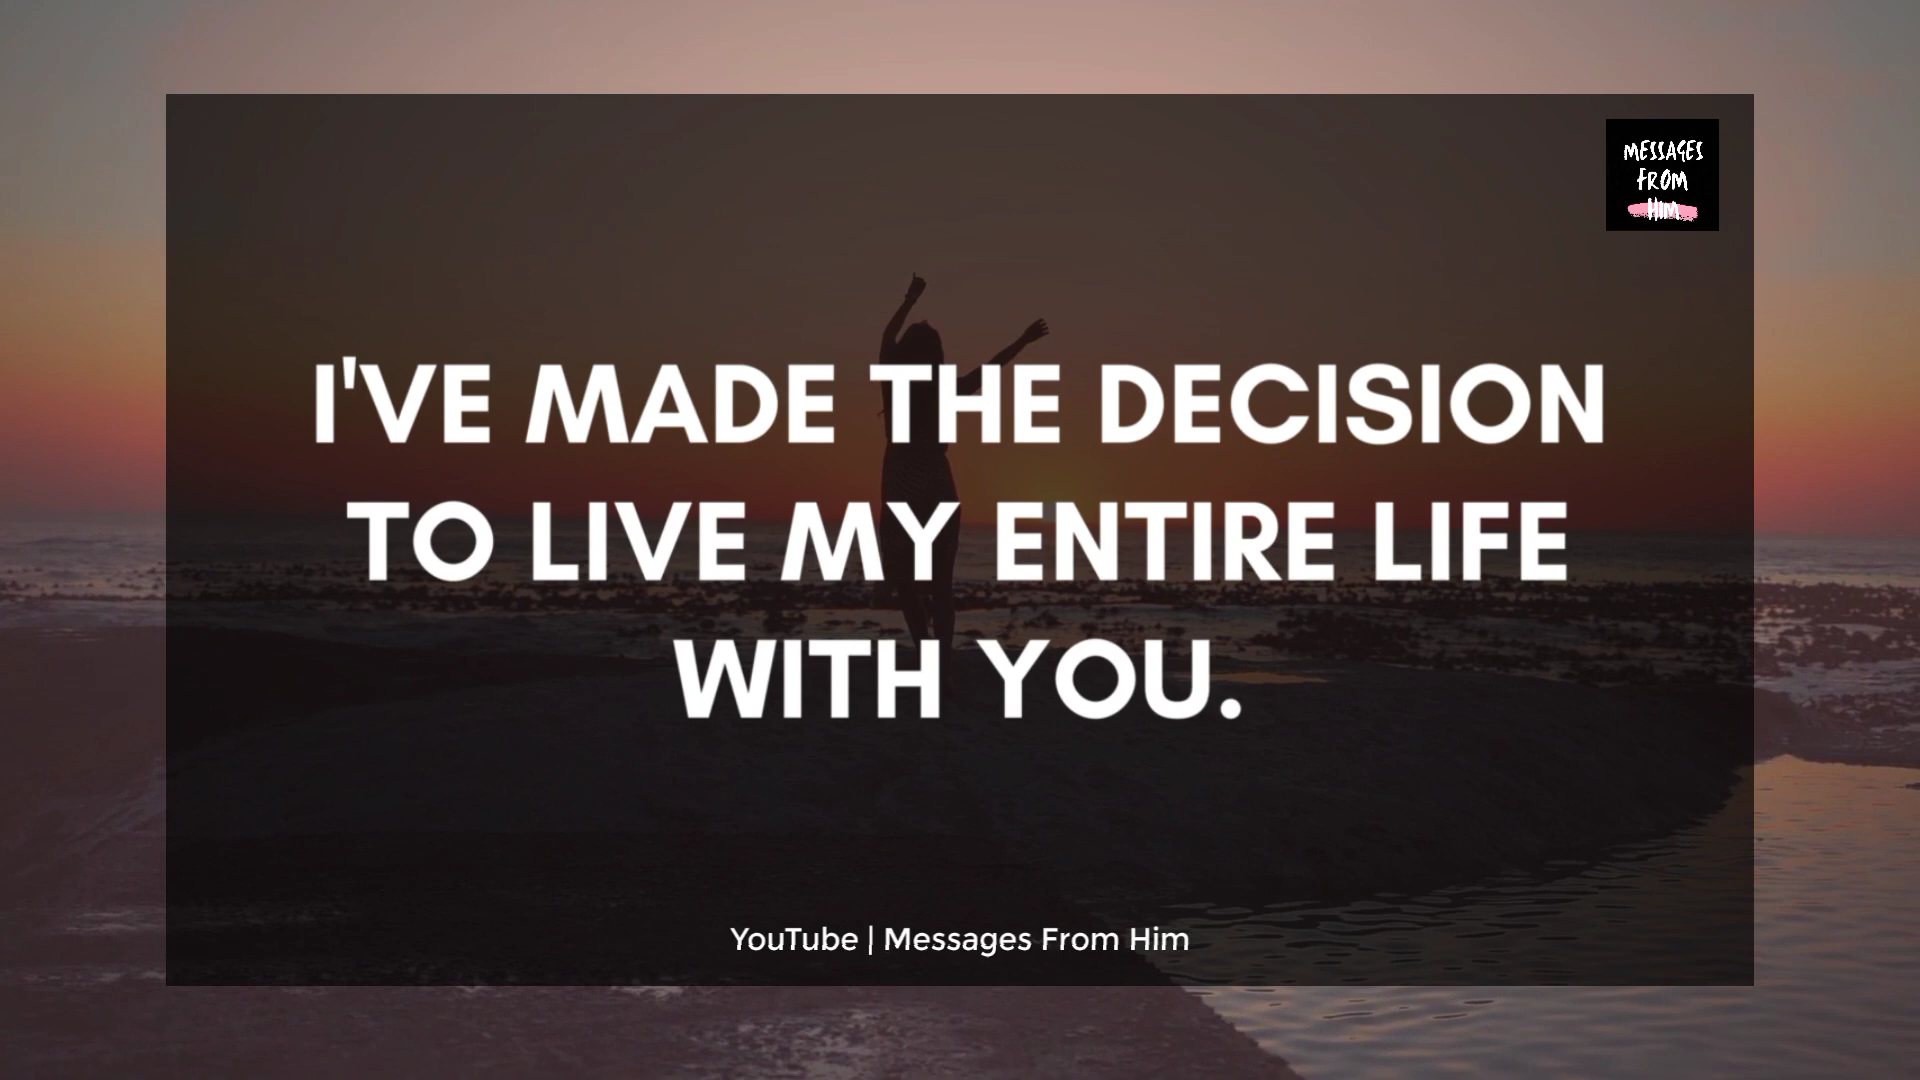 MESSAGES
FROM
HIM
I'VE MADE THE DECISION
TO LIVE MY ENTIRE LIFE
WITH YOU.
YouTube | Messages From Him